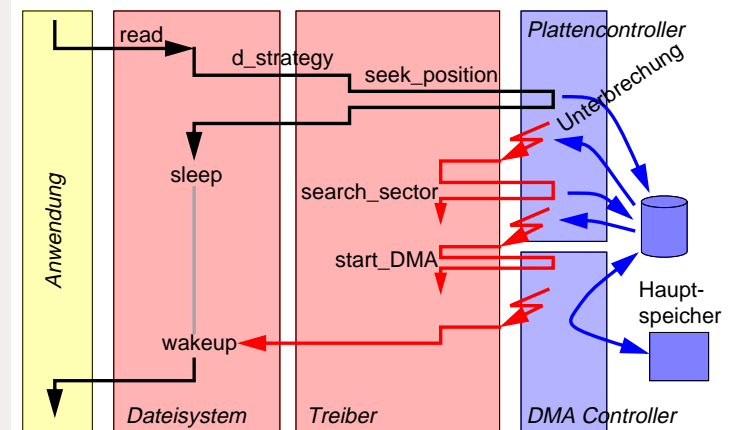 Plattencontroller
read
d_strategy
seek_position
Unterbrechung
sleep
search_sector
Anwendung
start_DMA
Haupt-
speicher
wakeup
Dateisystem
Treiber
DMA Controller